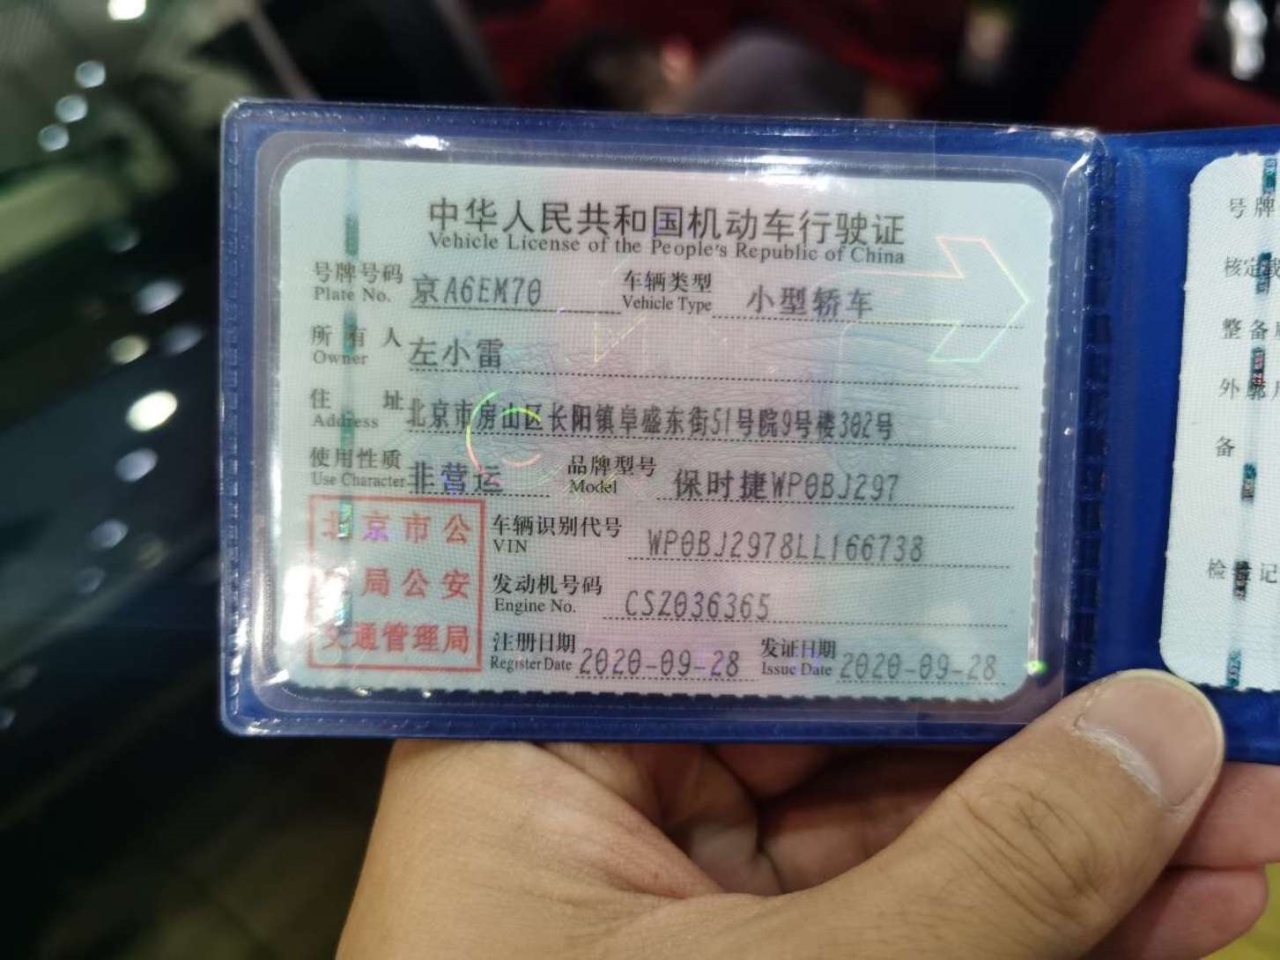 中华人民共和国机动车行驶证
Vehicle License of the People's Republic of China
号牌号码 京A6EM70 车辆类型 小型轿车
Plate No. Vehicle Type
所有人 左小雷
Owner
住址 北京市房山区长阳镇阜盛东街51号院9号楼302号
Address
使用性质 非营运 品牌型号 保时捷WP0BJ297
Use Character Model
北京市公 车辆识别代号 WP0BJ2978LL166738
VIN
局公安 发动机号码 CSZ036365
Engine No.
交通管理局 注册日期 2020-09-28 发证日期 2020-09-28
Register Date Issue Date
号牌
核定载
整备
外廓
备
检验记